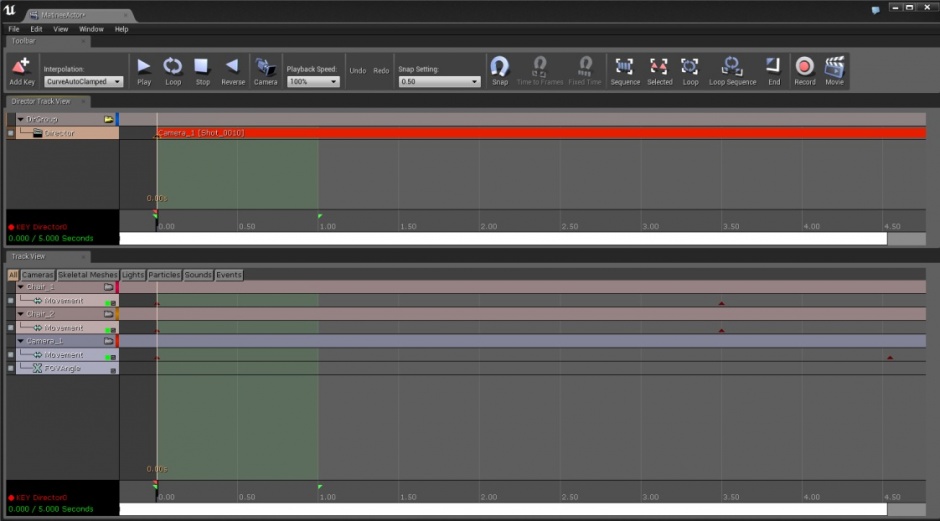 MatineeActor*
File Edit View Window Help
Toolbar
Interpolation:
CurveAutoClamped
Add Key
Play Loop Stop Reverse Camera
Playback Speed:
100%
Undo Redo
Snap Setting:
0.50
Snap Time to Frames Fixed Time Sequence Selected Loop Loop Sequence End Record Movie
Director Track View
DirGroup
Director
Camera_1 [Shot_0010]
0.00s
0.00 0.50 1.00 1.50 2.00 2.50 3.00 3.50 4.00 4.50
KEY Director0
0.000 / 5.000 Seconds
Track View
All Cameras Skeletal Meshes Lights Particles Sounds Events
Chair_1
Movement
Chair_2
Movement
Camera_1
Movement
FOVAngle
0.00s
0.00 0.50 1.00 1.50 2.00 2.50 3.00 3.50 4.00 4.50
KEY Director0
0.000 / 5.000 Seconds